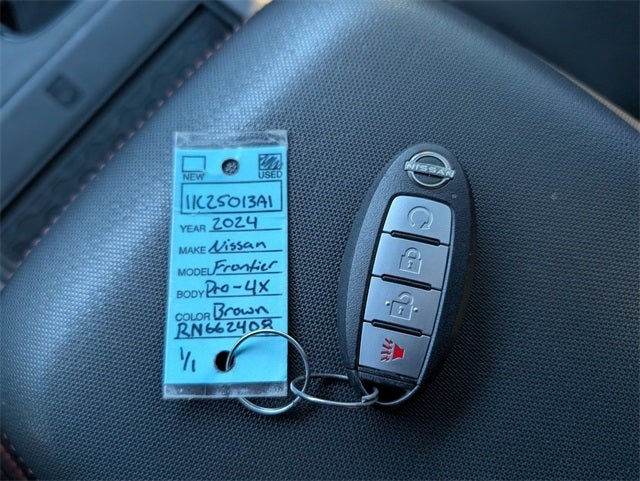 NEW USED
11C25013A1
YEAR 2024
MAKE Nissan
MODEL Frontier
BODY Pro-4X
COLOR Brown
RN662408
1/1
NISSAN